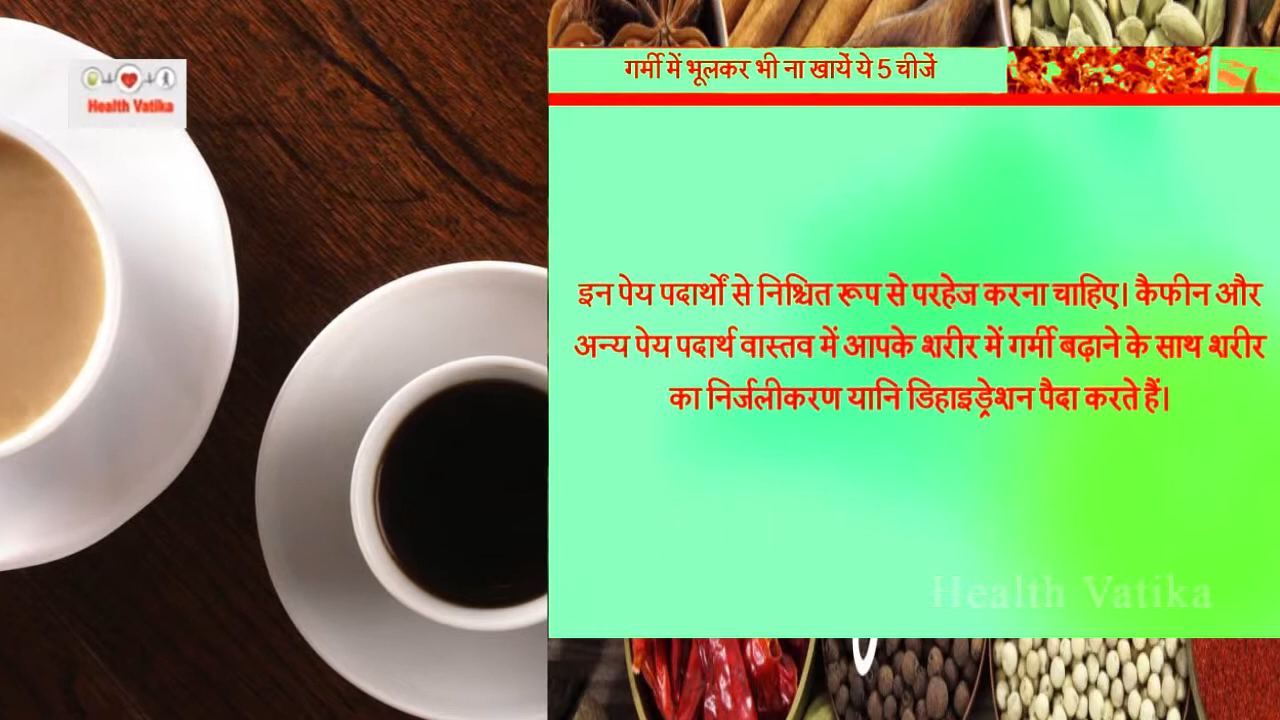 Health Vatika
गर्मी में भूलकर भी ना खायें ये 5 चीजें
इन पेय पदार्थों से निश्चित रूप से परहेज करना चाहिए। कैफीन और
अन्य पेय पदार्थ वास्तव में आपके शरीर में गर्मी बढ़ाने के साथ शरीर
का निर्जलीकरण यानि डिहाइड्रेशन पैदा करते हैं।
Health Vatika